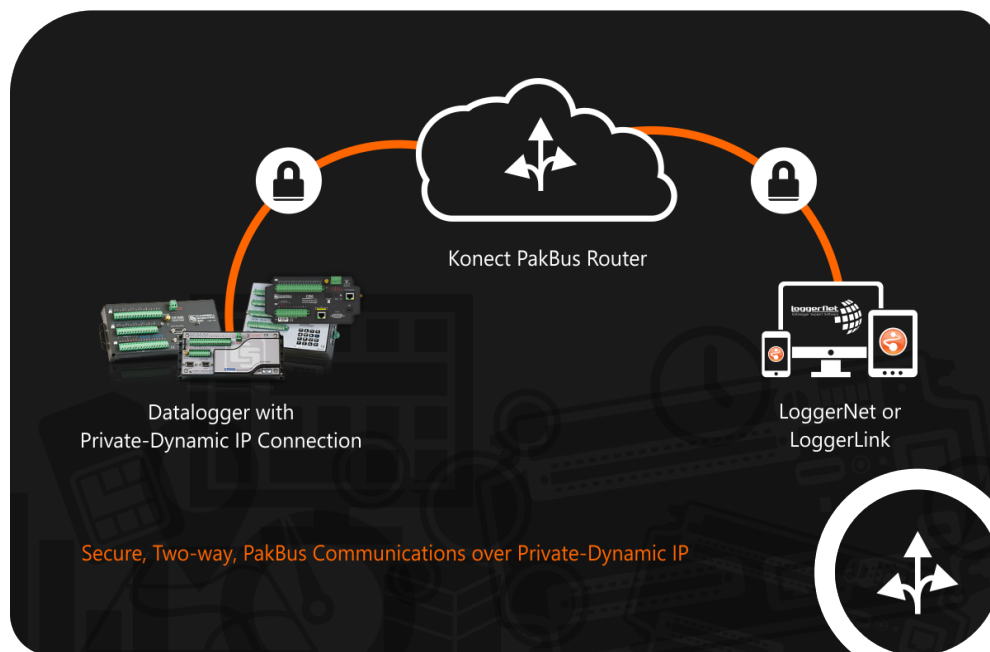 Konect PakBus Router
loggerNet
Datalogger with
Private-Dynamic IP Connection
LoggerNet or
LoggerLink
Secure, Two-way, PakBus Communications over Private-Dynamic IP